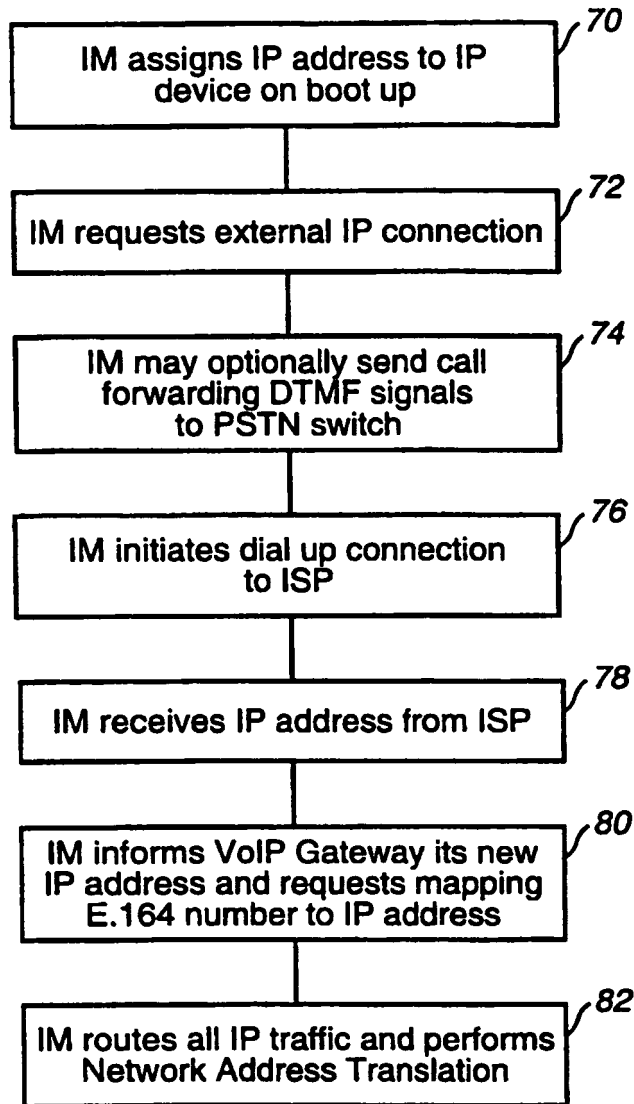 70
IM assigns IP address to IP
device on boot up
72
IM requests external IP connection
74
IM may optionally send call
forwarding DTMF signals
to PSTN switch
76
IM initiates dial up connection
to ISP
78
IM receives IP address from ISP
80
IM informs VoIP Gateway its new
IP address and requests mapping
E.164 number to IP address
82
IM routes all IP traffic and performs
Network Address Translation